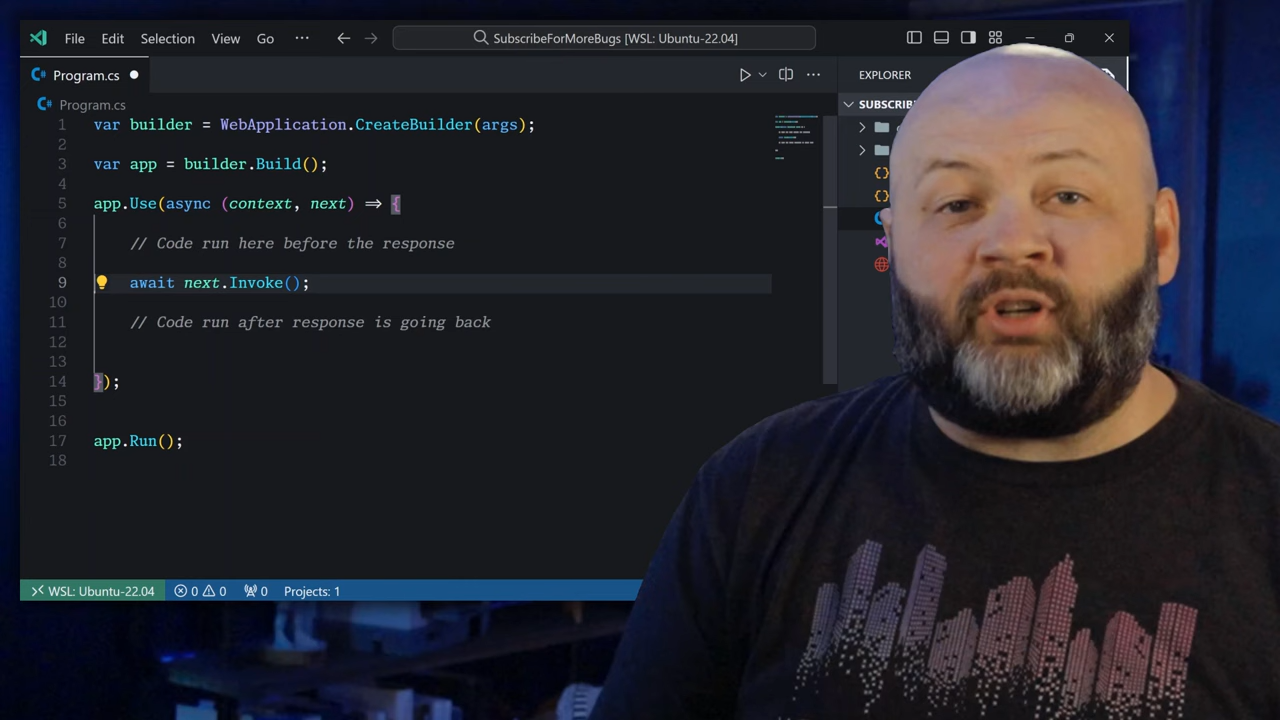 File Edit Selection View Go ··· SubscribeForMoreBugs [WSL: Ubuntu-22.04]
Program.cs
EXPLORER
Program.cs
SUBSCRIB
1 var builder = WebApplication.CreateBuilder(args);
2
3 var app = builder.Build();
4
5 app.Use(async (context, next) => {
6
7 // Code run here before the response
8
9 await next.Invoke();
10
11 // Code run after response is going back
12
13
14 });
15
16
17 app.Run();
18
WSL: Ubuntu-22.04 0 0 0 Projects: 1